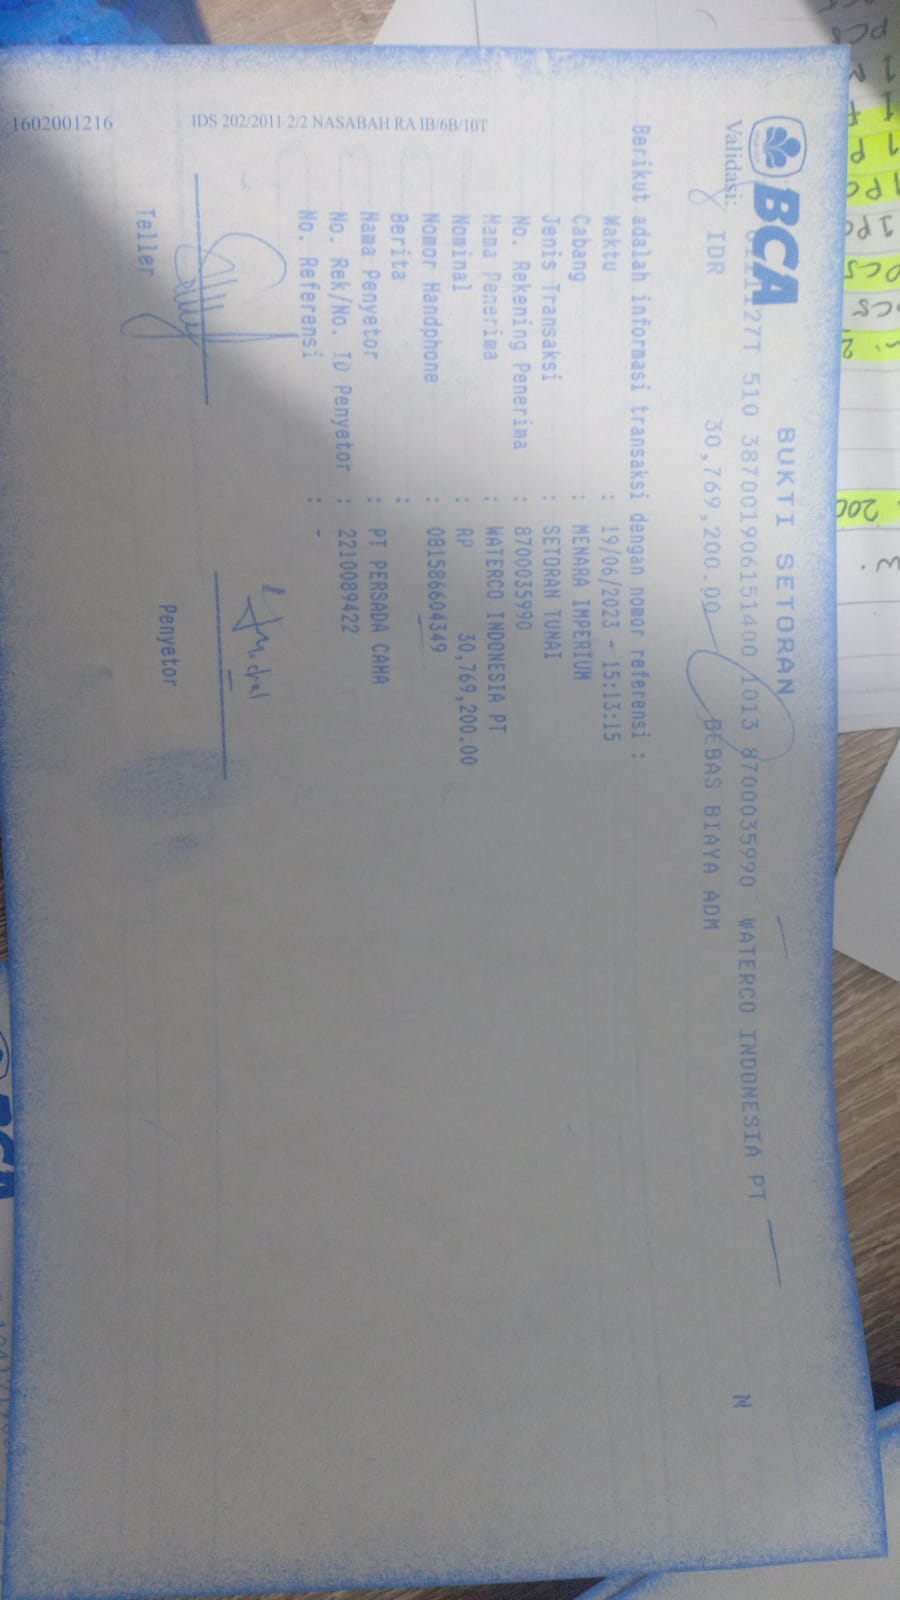 BCA
BUKTI SETORAN
Validasi: 510 387001906151400 1013 8700035990 WATERCO INDONESIA PT N
IDR 30,769,200.00 BEBAS BIAYA ADM
Berikut adalah informasi transaksi dengan nomor referensi :
Waktu : 19/06/2023 - 15:13:15
Cabang : MENARA IMPERIUM
Jenis Transaksi : SETORAN TUNAI
No. Rekening Penerima : 8700035990
Nama Penerima : WATERCO INDONESIA PT
Nominal : RP 30,769,200.00
Nomor Handphone : 081586604349
Berita :
Nama Penyetor : PT PERSADA CAHA
No. Rek/No. ID Penyetor : 2210089422
No. Referensi : -
Teller Penyetor
IDS 202/2011 2/2 NASABAH RA IB/6B/10T
1602001216